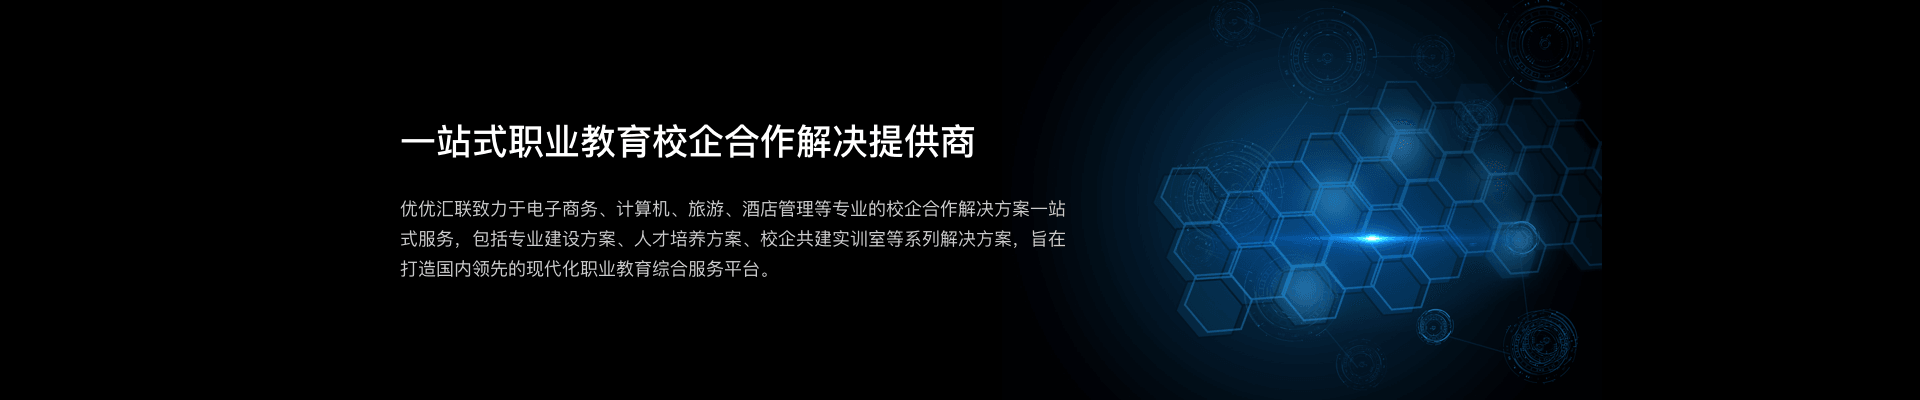 一站式职业教育校企合作解决提供商
优优汇联致力于电子商务、计算机、旅游、酒店管理等专业的校企合作解决方案一站
式服务，包括专业建设方案、人才培养方案、校企共建实训室等系列解决方案，旨在
打造国内领先的现代化职业教育综合服务平台。